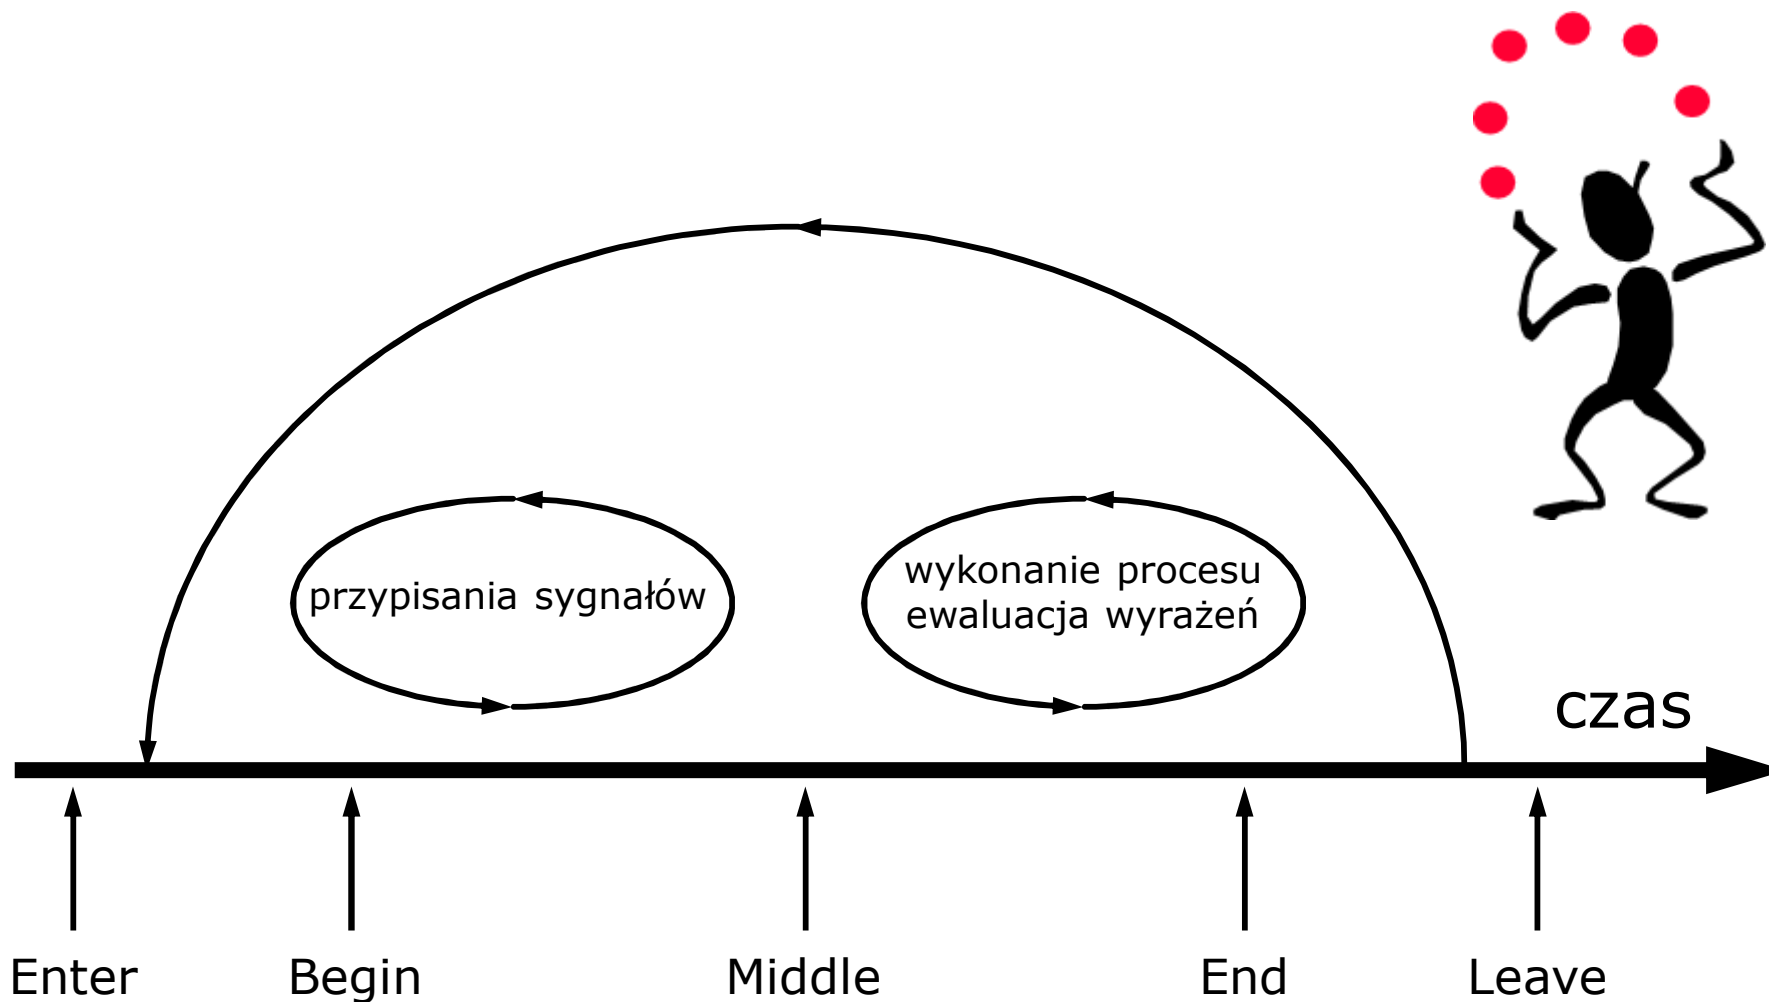 przypisania sygnałów
wykonanie procesu
ewaluacja wyrażeń
czas
Enter
Begin
Middle
End
Leave